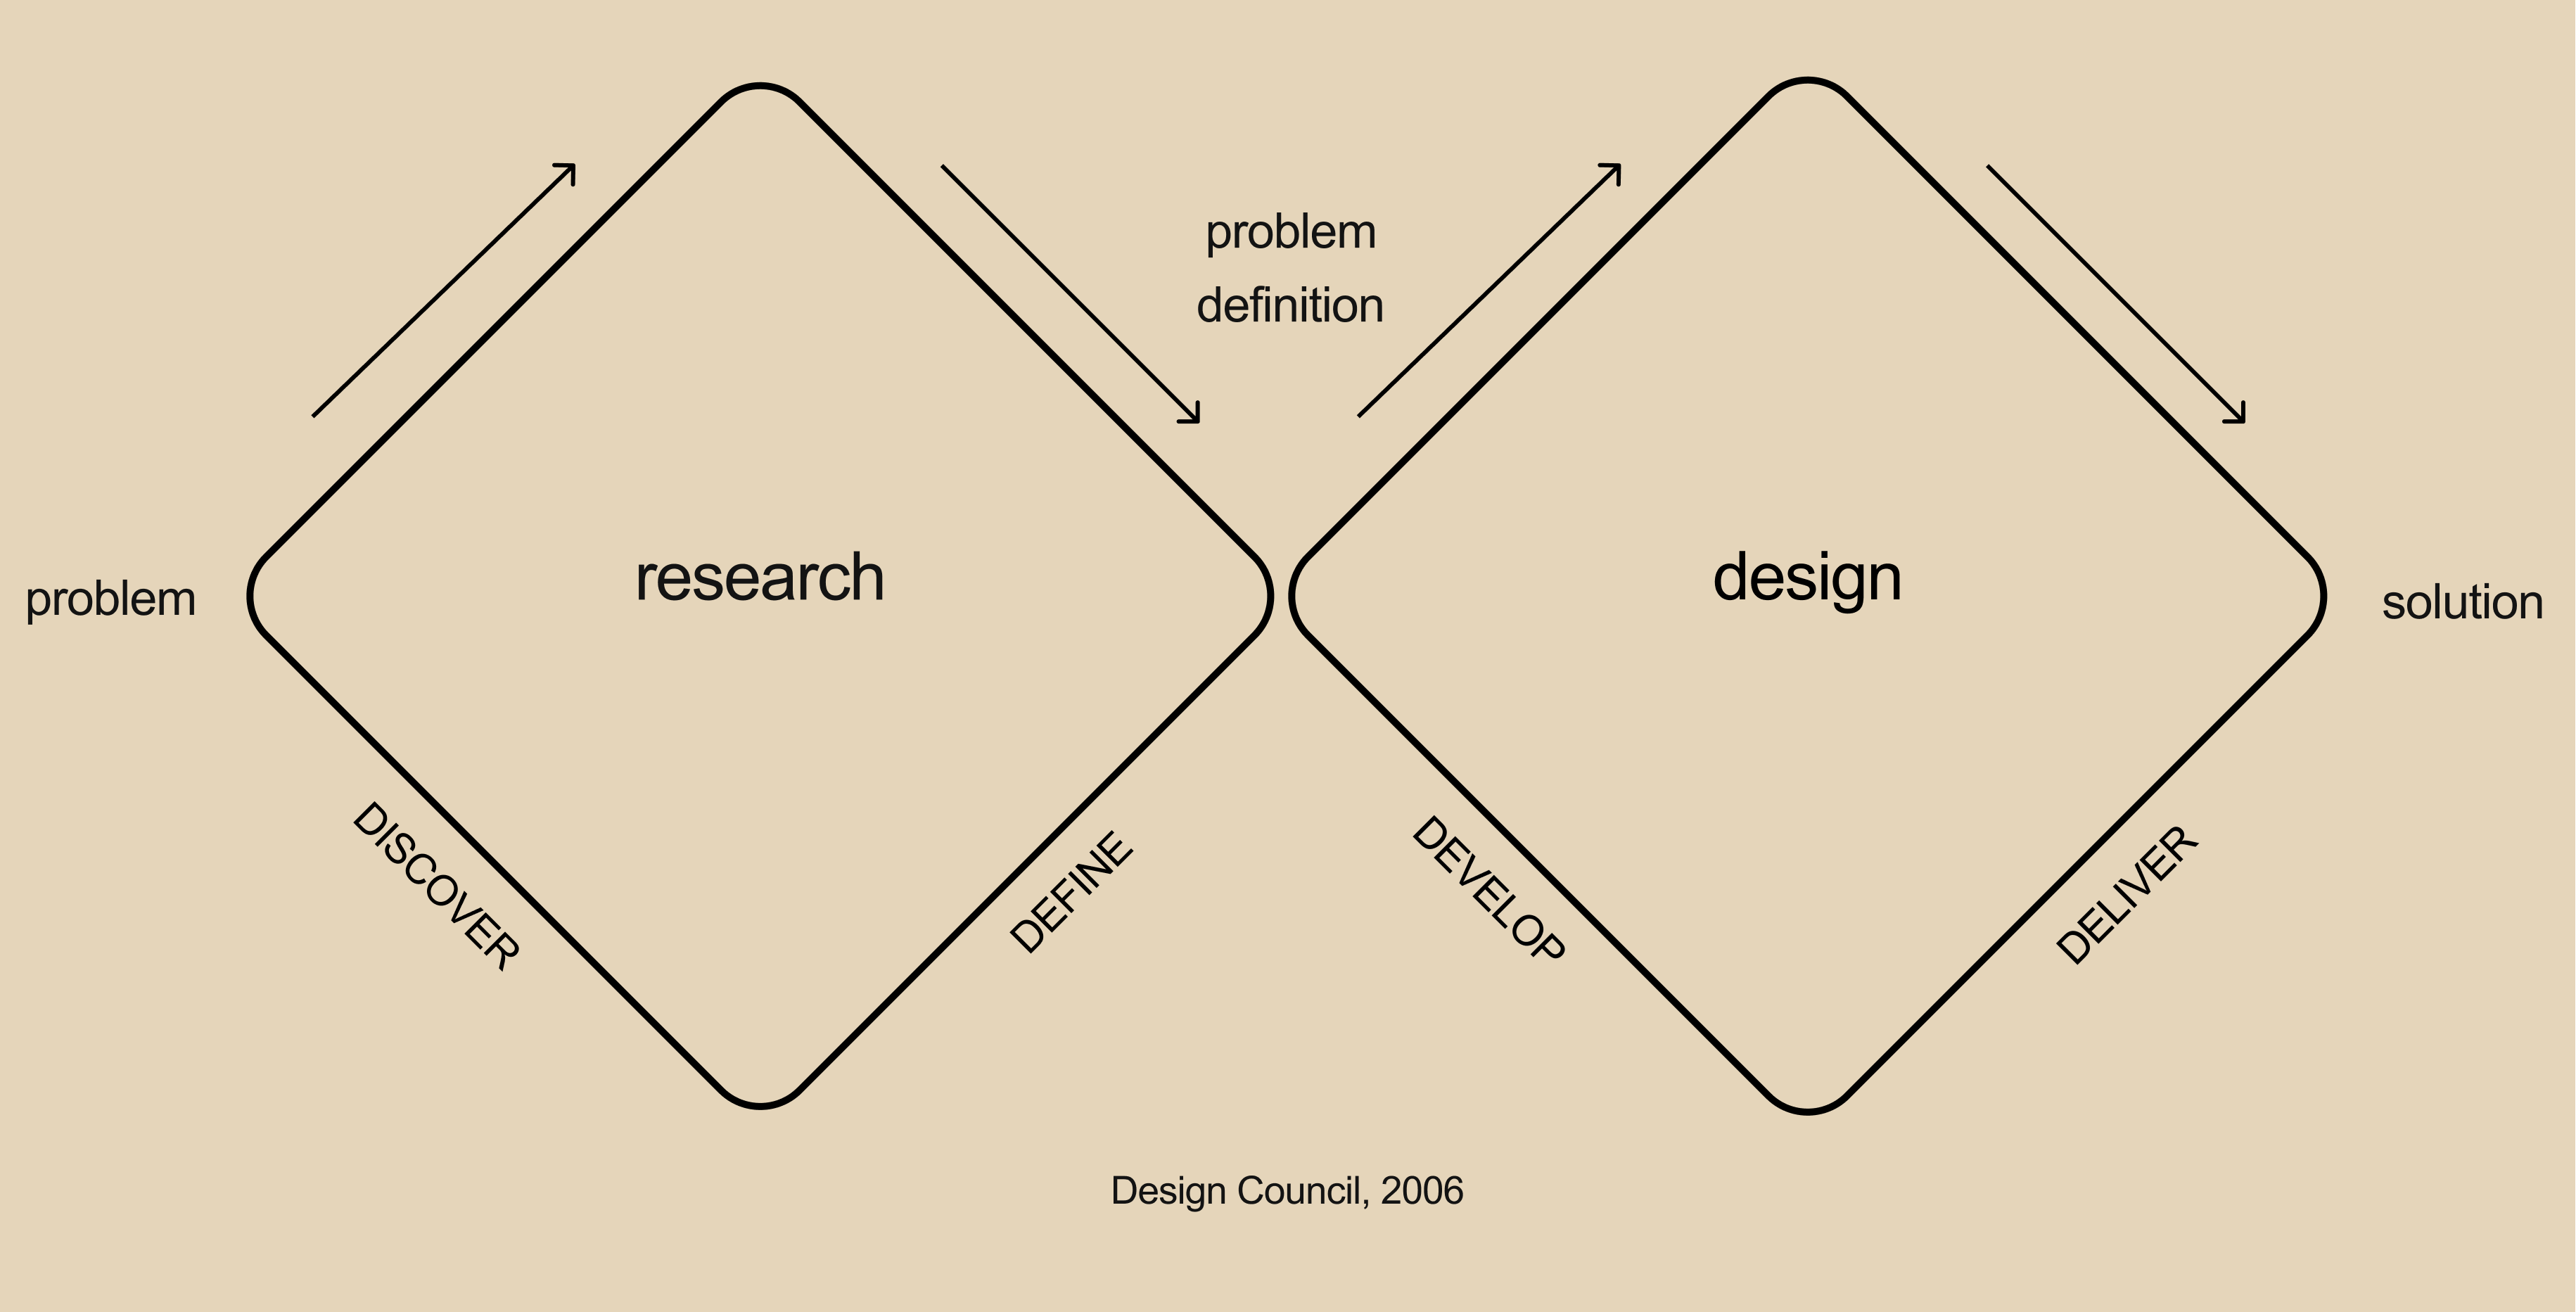 problem
definition
problem
research
design
solution
DISCOVER
DEFINE
DEVELOP
DELIVER
Design Council, 2006